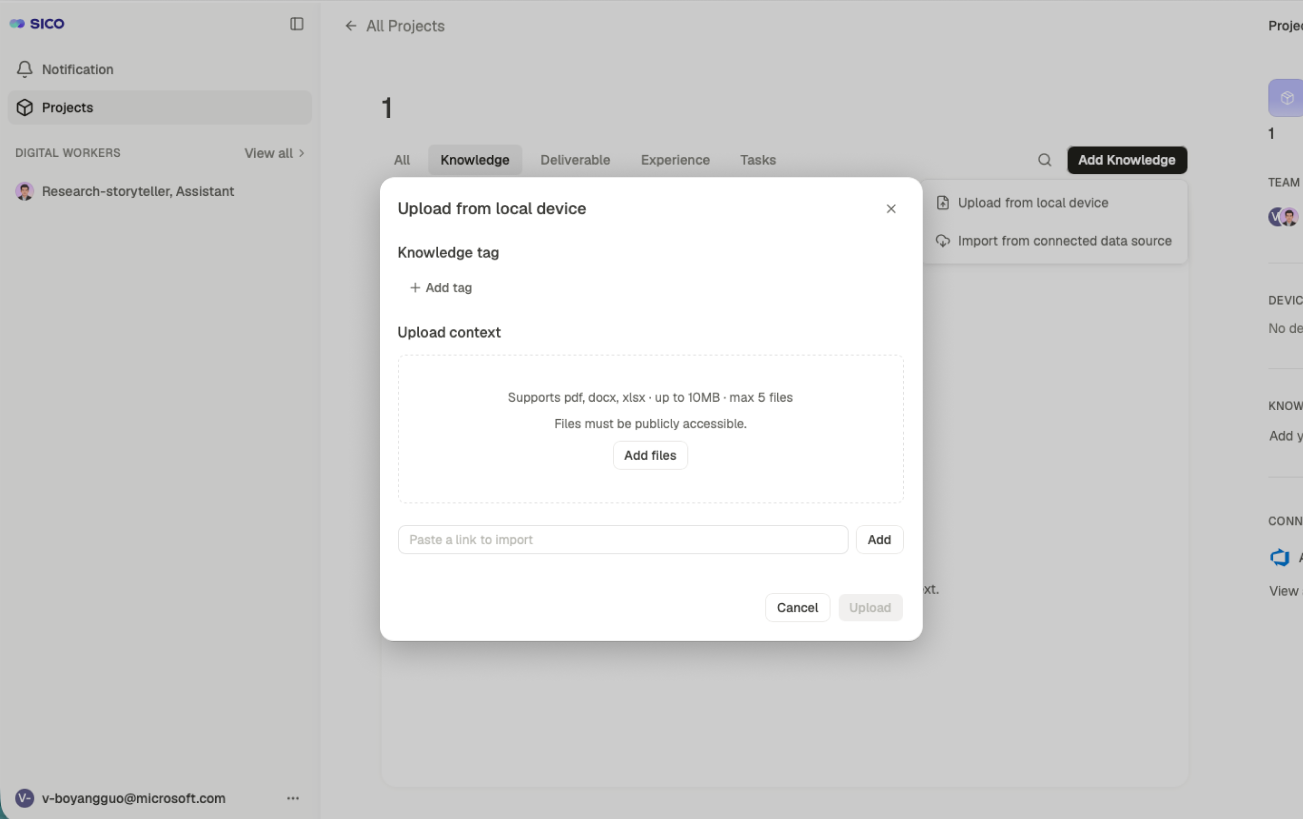 SICO
Notification
Projects
DIGITAL WORKERS
View all
Research-storyteller, Assistant
v-boyangguo@microsoft.com
V-
All Projects
1
All
Knowledge
Deliverable
Experience
Tasks
Add Knowledge
Upload from local device
Import from connected data source
Upload from local device
Knowledge tag
+ Add tag
Upload context
Supports pdf, docx, xlsx · up to 10MB · max 5 files
Files must be publicly accessible.
Add files
Paste a link to import
Add
Cancel
Upload
xt.
Projec
1
TEAM
V
DEVIC
No de
KNOW
Add y
CONN
A
View